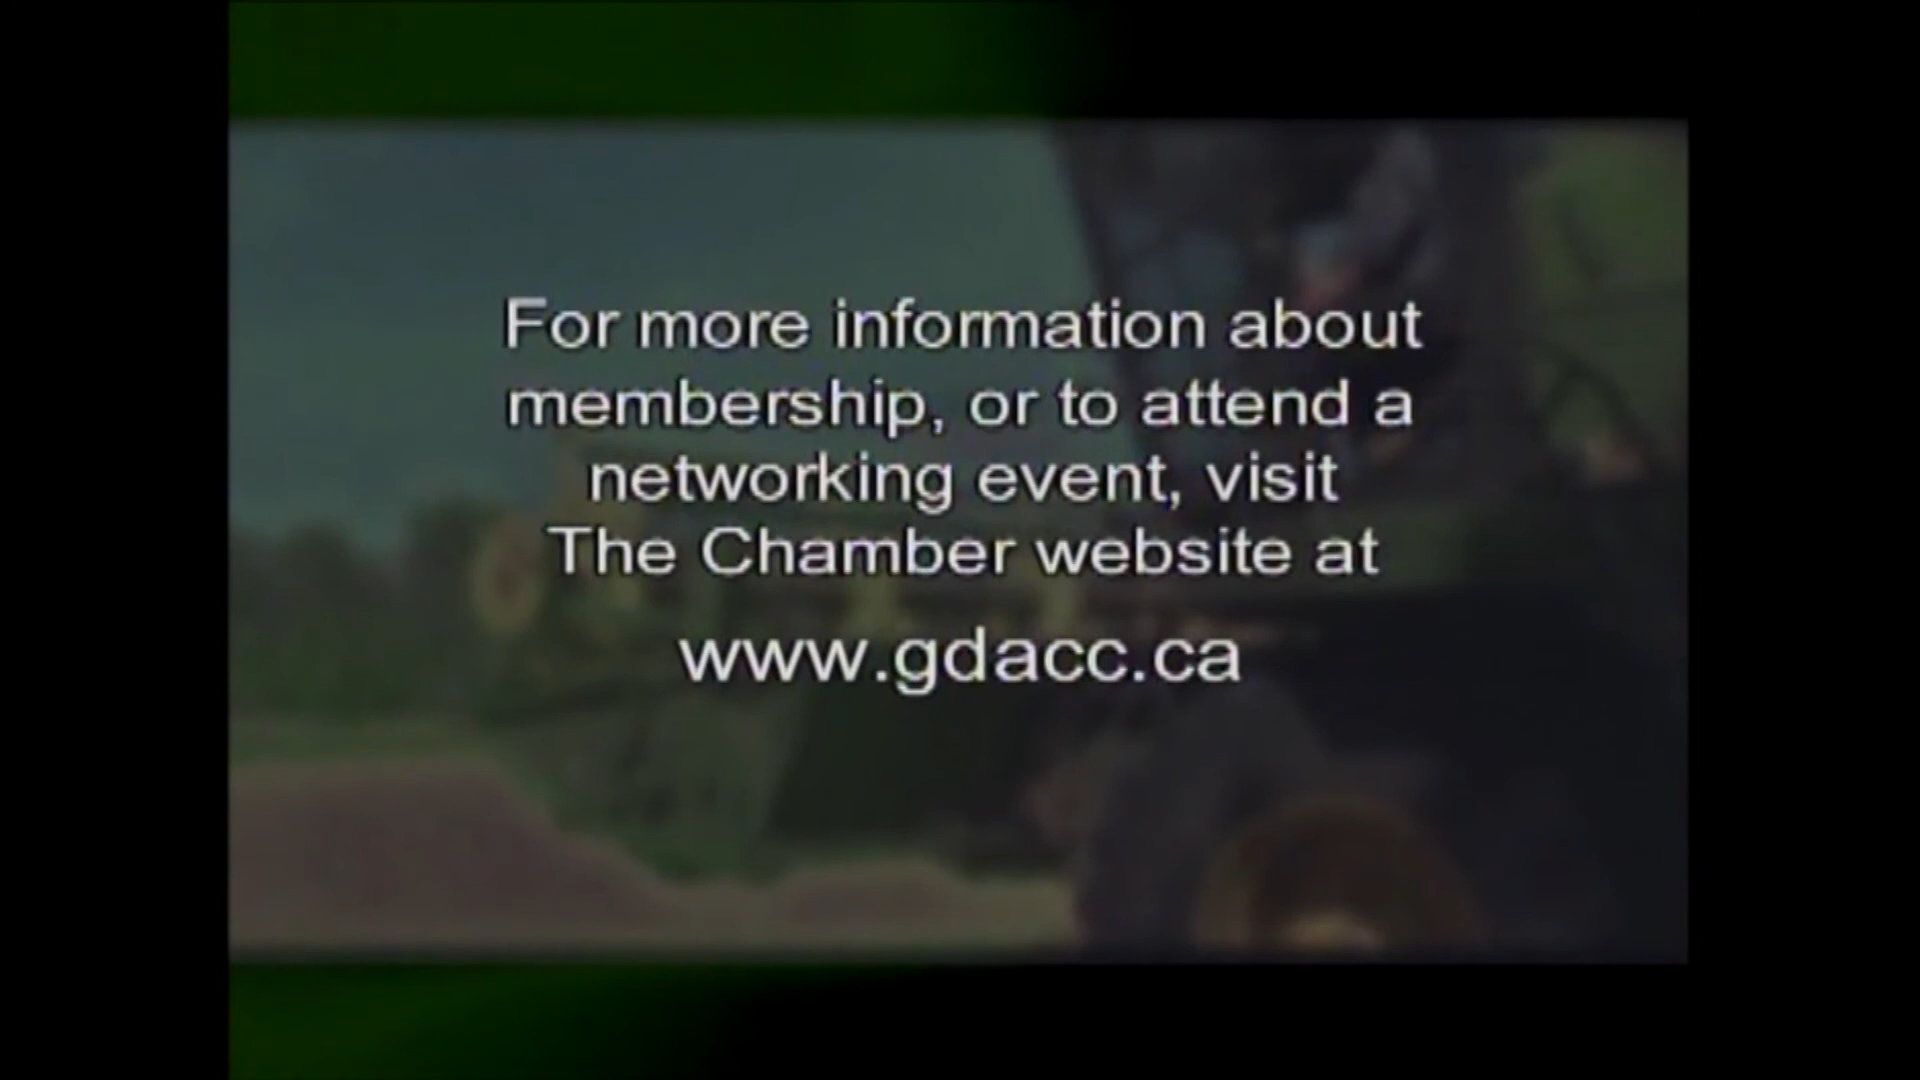 For more information about
membership, or to attend a
networking event, visit
The Chamber website at
www.gdacc.ca